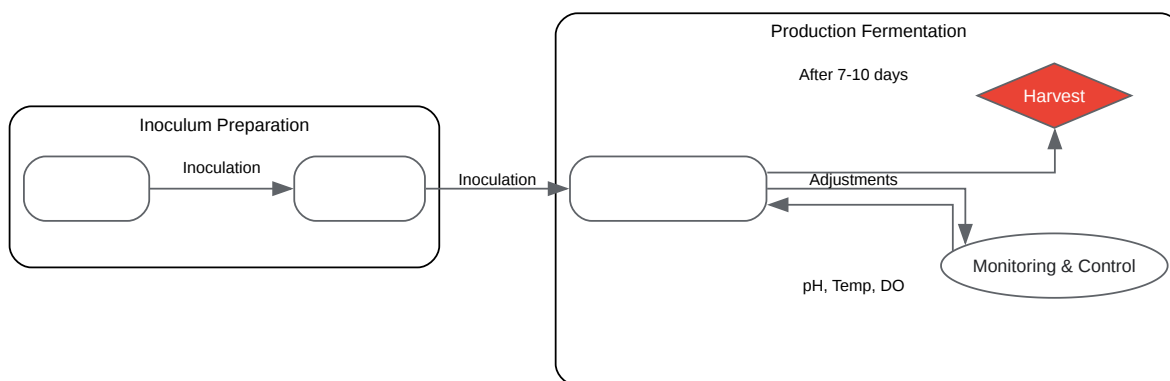 Production Fermentation
After 7-10 days
Harvest
Inoculum Preparation
Inoculation
Inoculation
Adjustments
Monitoring & Control
pH, Temp, DO